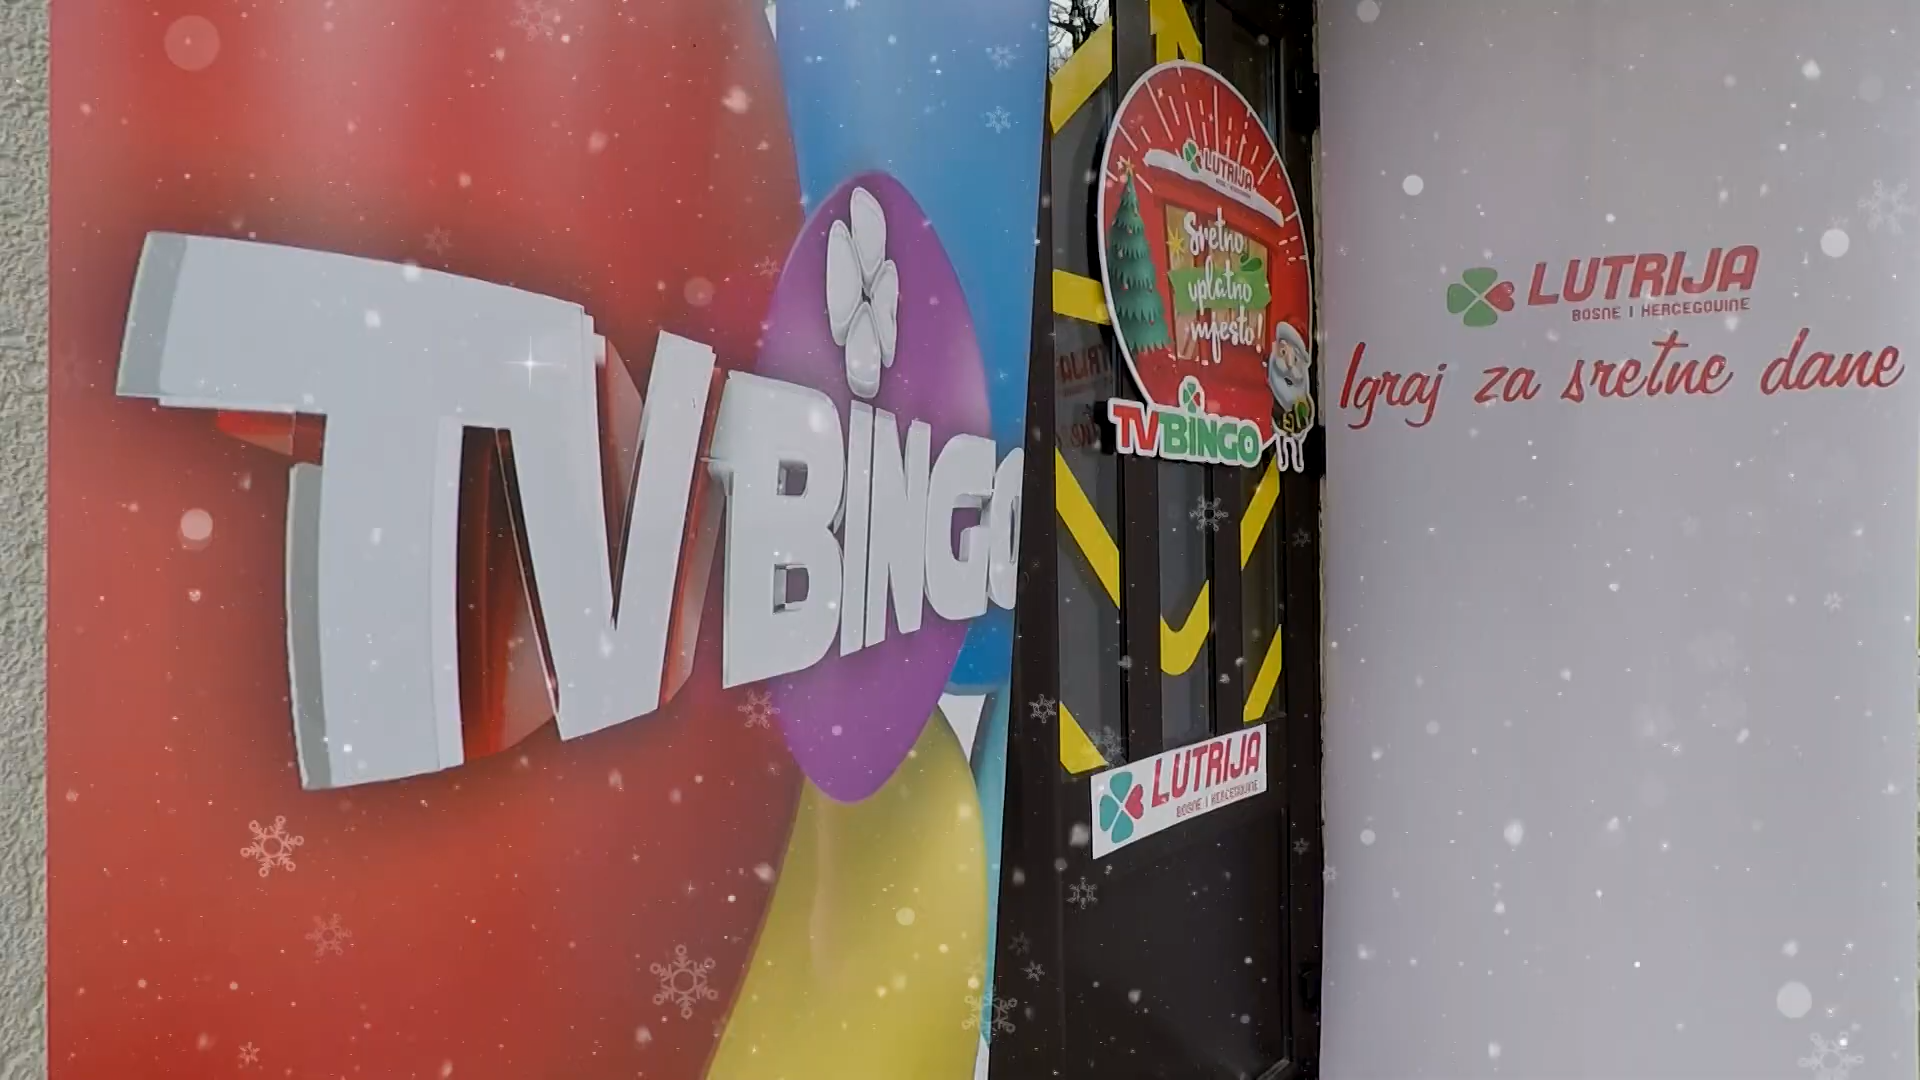 TV BINGO
LUTRIJA
Sretno
uplatno
mjesto!
TV BINGO
LUTRIJA
BOSNE I HERCEGOVINE
LUTRIJA
BOSNE I HERCEGOVINE
Igraj za sretne dane